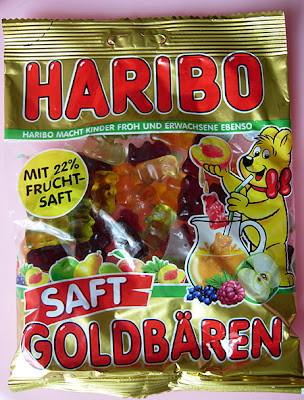 HARIBO
HARIBO MACHT KINDER FROH UND ERWACHSENE EBENSO
MIT 22%
FRUCHT-
SAFT
SAFT
GOLDBÄREN